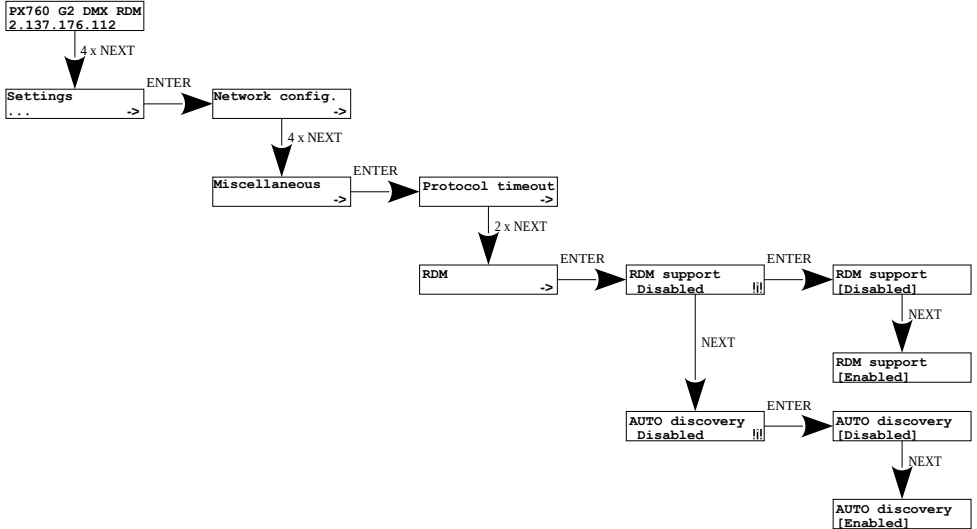 PX760 G2 DMX RDM
2.137.176.112
4 x NEXT
Settings
... ->
ENTER
Network config.
->
4 x NEXT
Miscellaneous
->
ENTER
Protocol timeout
->
2 x NEXT
RDM
->
ENTER
RDM support
Disabled !i!
ENTER
RDM support
[Disabled]
NEXT
RDM support
[Enabled]
NEXT
AUTO discovery
Disabled !i!
ENTER
AUTO discovery
[Disabled]
NEXT
AUTO discovery
[Enabled]